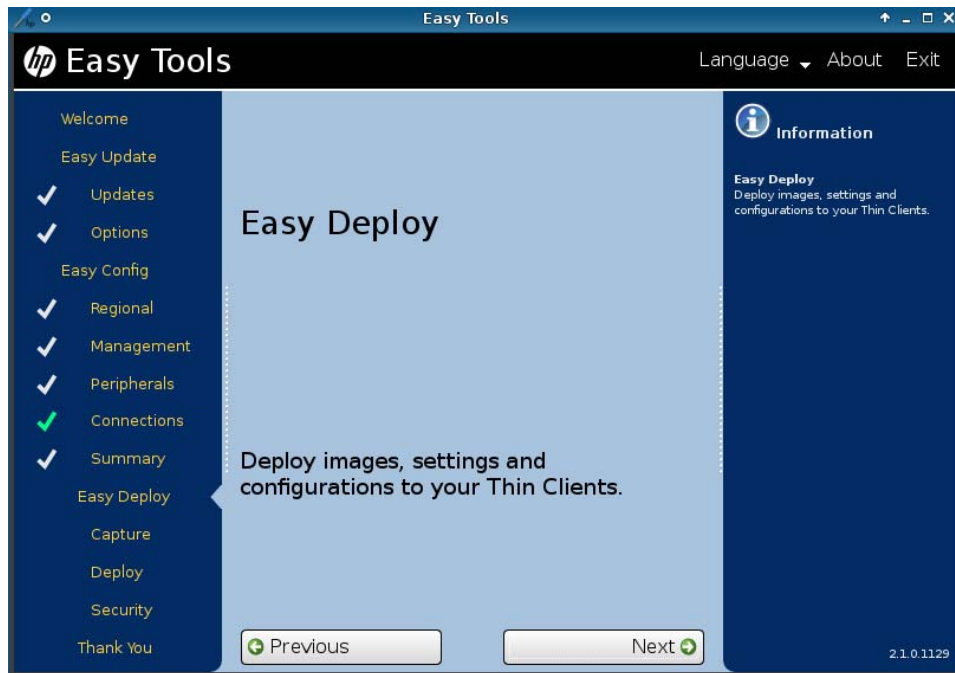 Easy Tools
hp Easy Tools
Language About Exit
Welcome
Easy Update
Updates
Options
Easy Config
Regional
Management
Peripherals
Connections
Summary
Easy Deploy
Capture
Deploy
Security
Thank You
Easy Deploy
Deploy images, settings and
configurations to your Thin Clients.
Previous
Next
Information
Easy Deploy
Deploy images, settings and
configurations to your Thin Clients.
2.1.0.1129